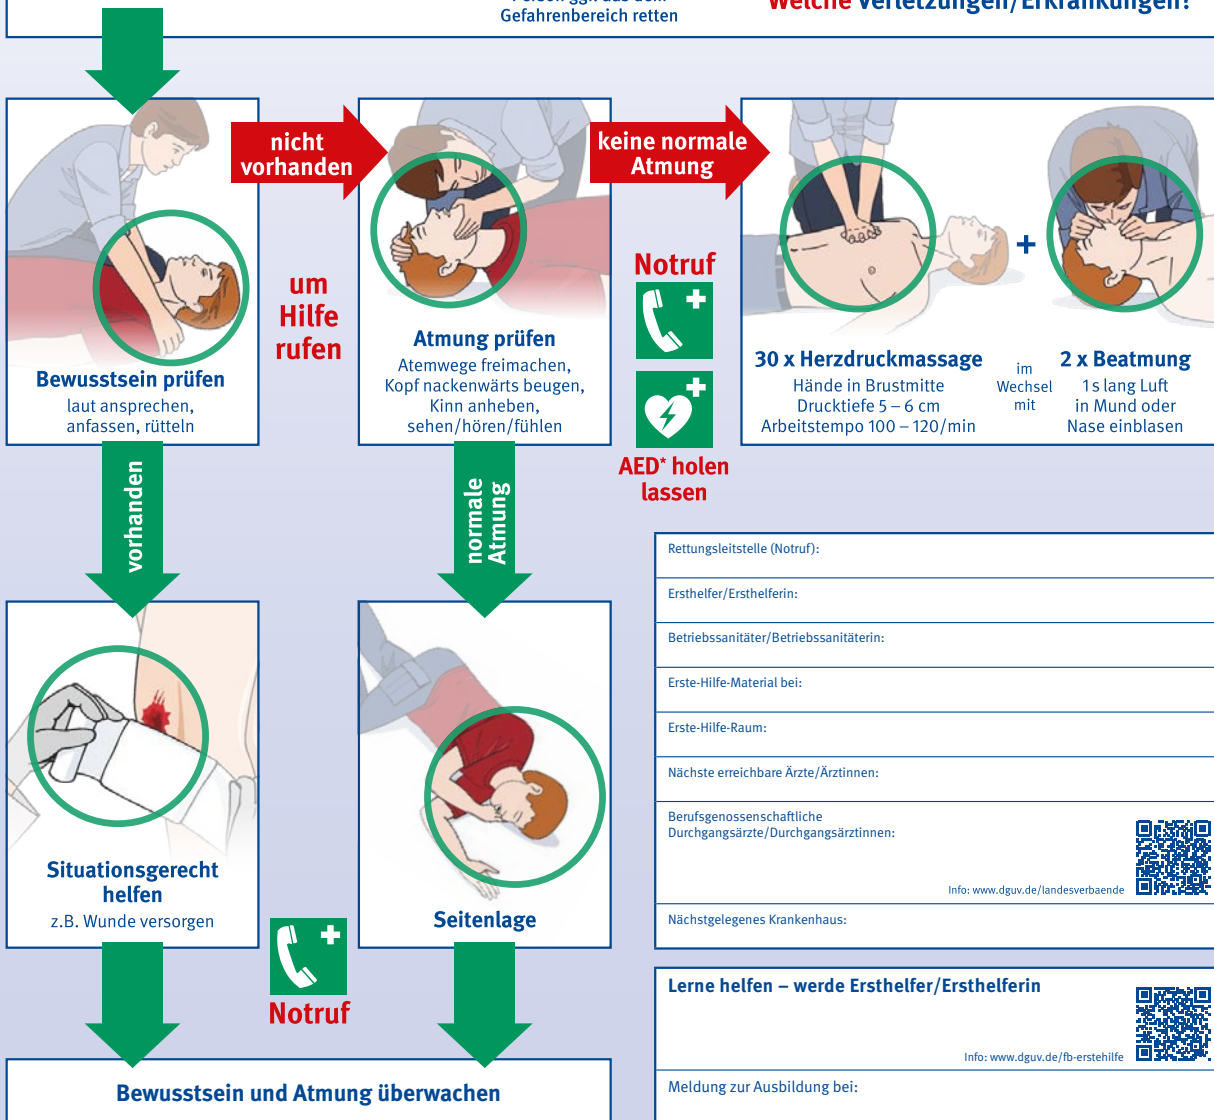 Gefahrenbereich retten
Welche Verletzungen/Erkrankungen?
nicht
vorhanden
keine normale
Atmung
um
Hilfe
rufen
Notruf
AED* holen
lassen
Bewusstsein prüfen
laut ansprechen,
anfassen, rütteln
Atmung prüfen
Atemwege freimachen,
Kopf nackenwärts beugen,
Kinn anheben,
sehen/hören/fühlen
30 x Herzdruckmassage
Hände in Brustmitte
Drucktiefe 5 – 6 cm
Arbeitstempo 100 – 120/min
+
im
Wechsel
mit
2 x Beatmung
1 s lang Luft
in Mund oder
Nase einblasen
vorhanden
normale
Atmung
Situationsgerecht
helfen
z.B. Wunde versorgen
Seitenlage
Notruf
Bewusstsein und Atmung überwachen
Rettungsleitstelle (Notruf):
Ersthelfer/Ersthelferin:
Betriebssanitäter/Betriebssanitäterin:
Erste-Hilfe-Material bei:
Erste-Hilfe-Raum:
Nächste erreichbare Ärzte/Ärztinnen:
Berufsgenossenschaftliche
Durchgangsärzte/Durchgangsärztinnen:
Info: www.dguv.de/landesverbaende
Nächstgelegenes Krankenhaus:
Lerne helfen – werde Ersthelfer/Ersthelferin
Info: www.dguv.de/fb-erstehilfe
Meldung zur Ausbildung bei: